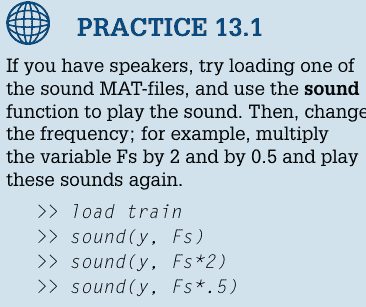 PRACTICE 13.1
If you have speakers, try loading one of
the sound MAT-files, and use the sound
function to play the sound. Then, change
the frequency; for example, multiply
the variable Fs by 2 and by 0.5 and play
these sounds again.
>> load train
>> sound(y, Fs)
>> sound(y, Fs*2)
>> sound(y, Fs*.5)